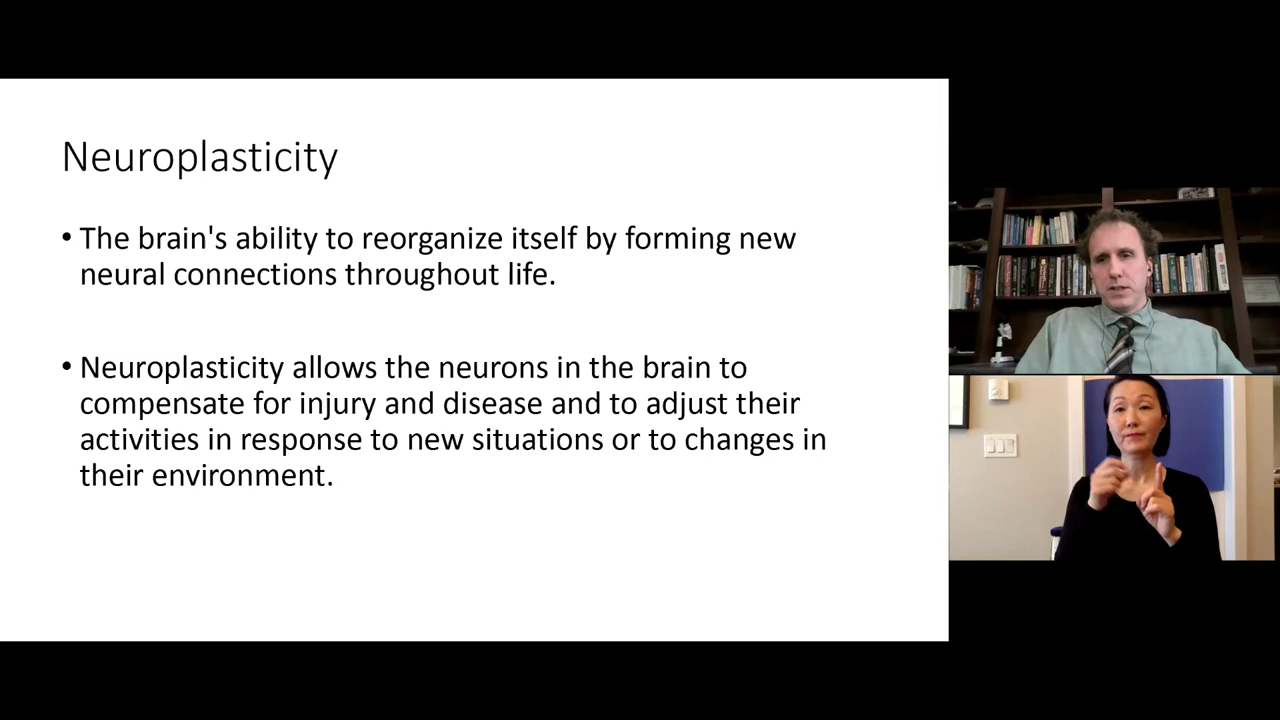 Neuroplasticity
• The brain's ability to reorganize itself by forming new
neural connections throughout life.
• Neuroplasticity allows the neurons in the brain to
compensate for injury and disease and to adjust their
activities in response to new situations or to changes in
their environment.